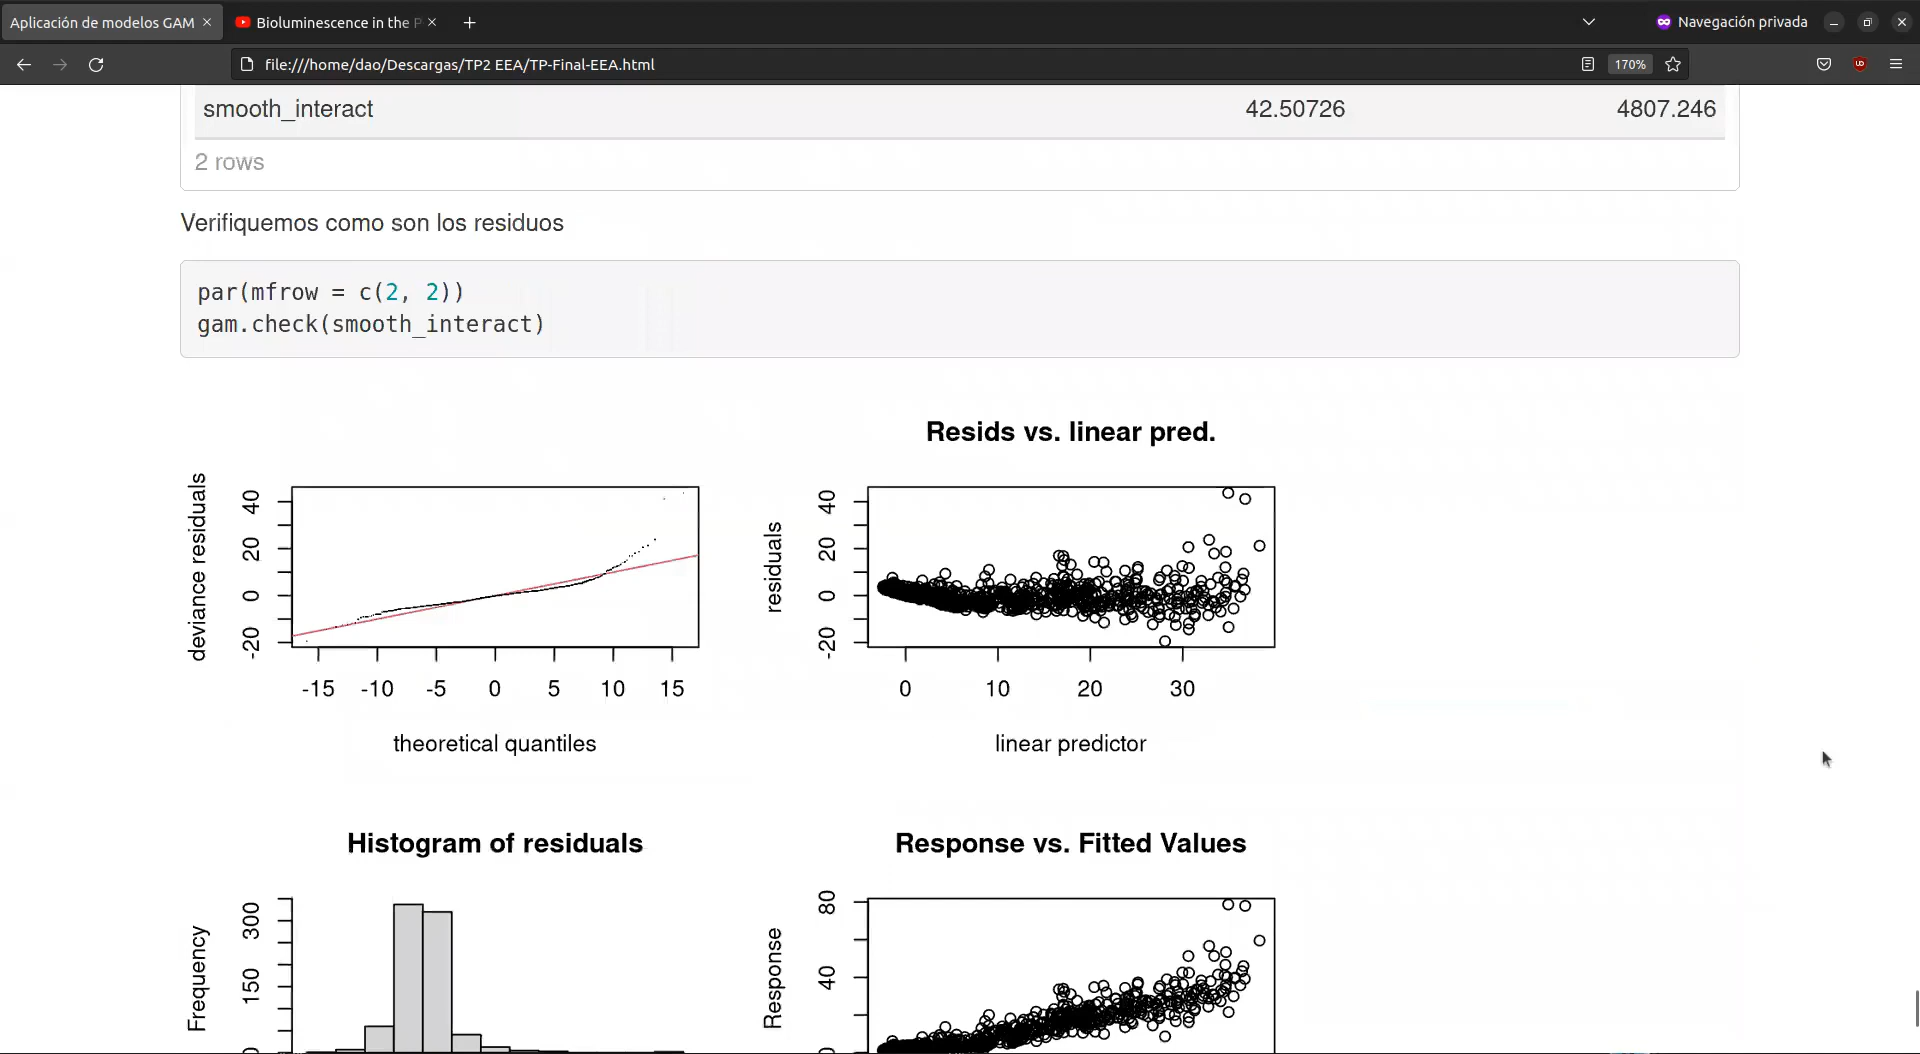 Aplicación de modelos GAM
Bioluminescence in the
Navegación privada
file:///home/dao/Descargas/TP2 EEA/TP-Final-EEA.html
170%
smooth_interact 42.50726 4807.246
2 rows
Verifiquemos como son los residuos
par(mfrow = c(2, 2))
gam.check(smooth_interact)
deviance residuals
40
20
0
-20
-15 -10 -5 0 5 10 15
theoretical quantiles
Resids vs. linear pred.
residuals
40
20
0
-20
0 10 20 30
linear predictor
Histogram of residuals
Frequency
300
150
Response vs. Fitted Values
Response
80
40